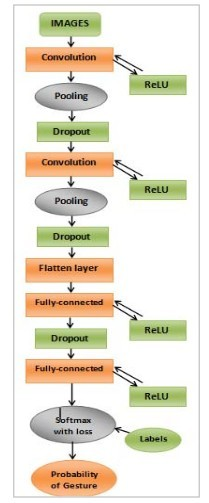 IMAGES
Convolution
ReLU
Pooling
Dropout
Convolution
ReLU
Pooling
Dropout
Flatten layer
Fully-connected
ReLU
Dropout
Fully-connected
ReLU
Softmax
with loss
Labels
Probability
of Gesture